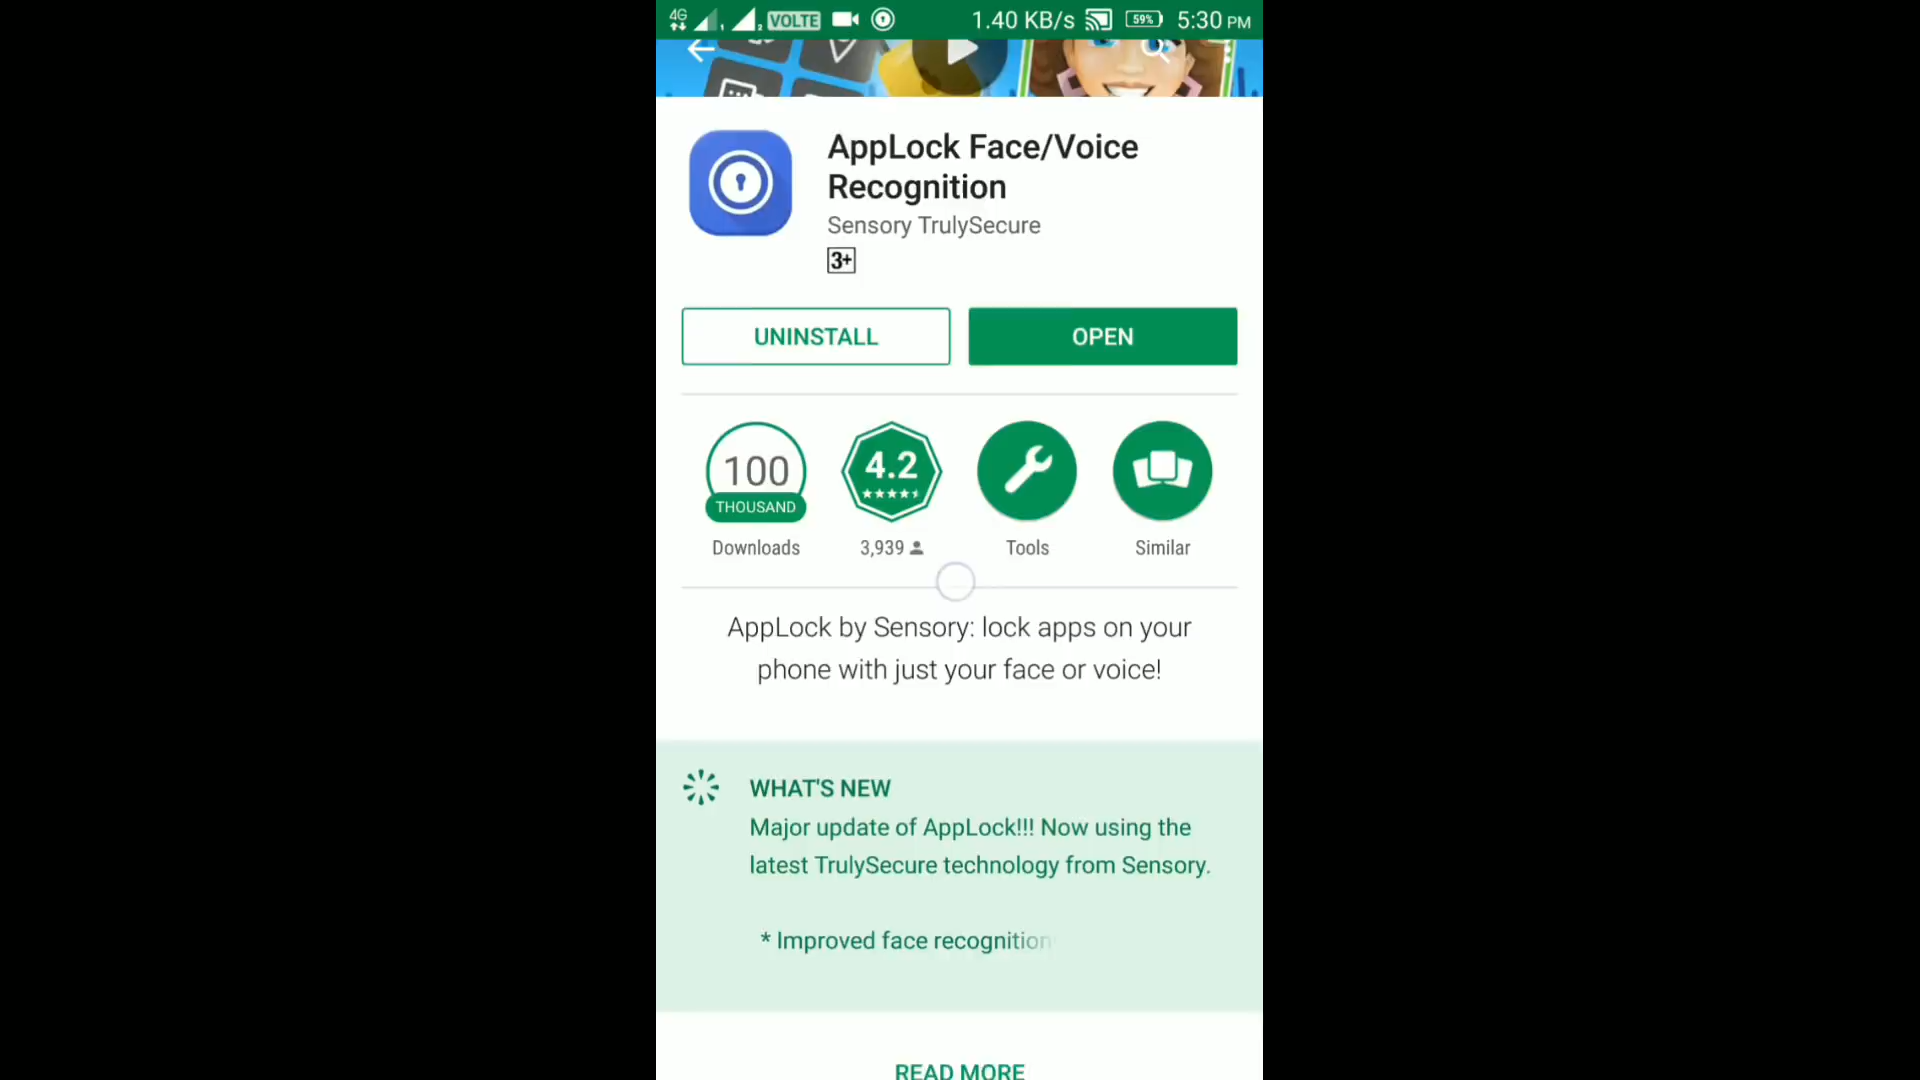 4G 1 2 VOLTE 1.40 KB/s 59% 5:30 PM
AppLock Face/Voice
Recognition
Sensory TrulySecure
3+
UNINSTALL
OPEN
100
THOUSAND
4.2
Downloads
3,939
Tools
Similar
AppLock by Sensory: lock apps on your
phone with just your face or voice!
WHAT'S NEW
Major update of AppLock!!! Now using the
latest TrulySecure technology from Sensory.
* Improved face recognition
READ MORE